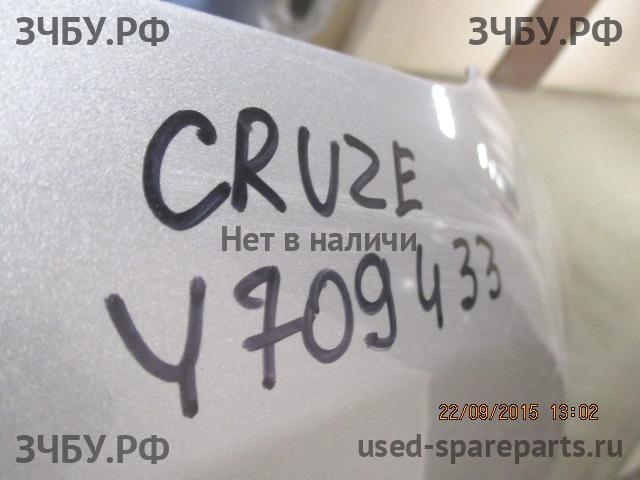 ЗЧБУ.РФ ЗЧБУ.РФ
CRUZE
Нет в наличи
Y709433
22/09/2015 13:02
ЗЧБУ.РФ used-spareparts.ru